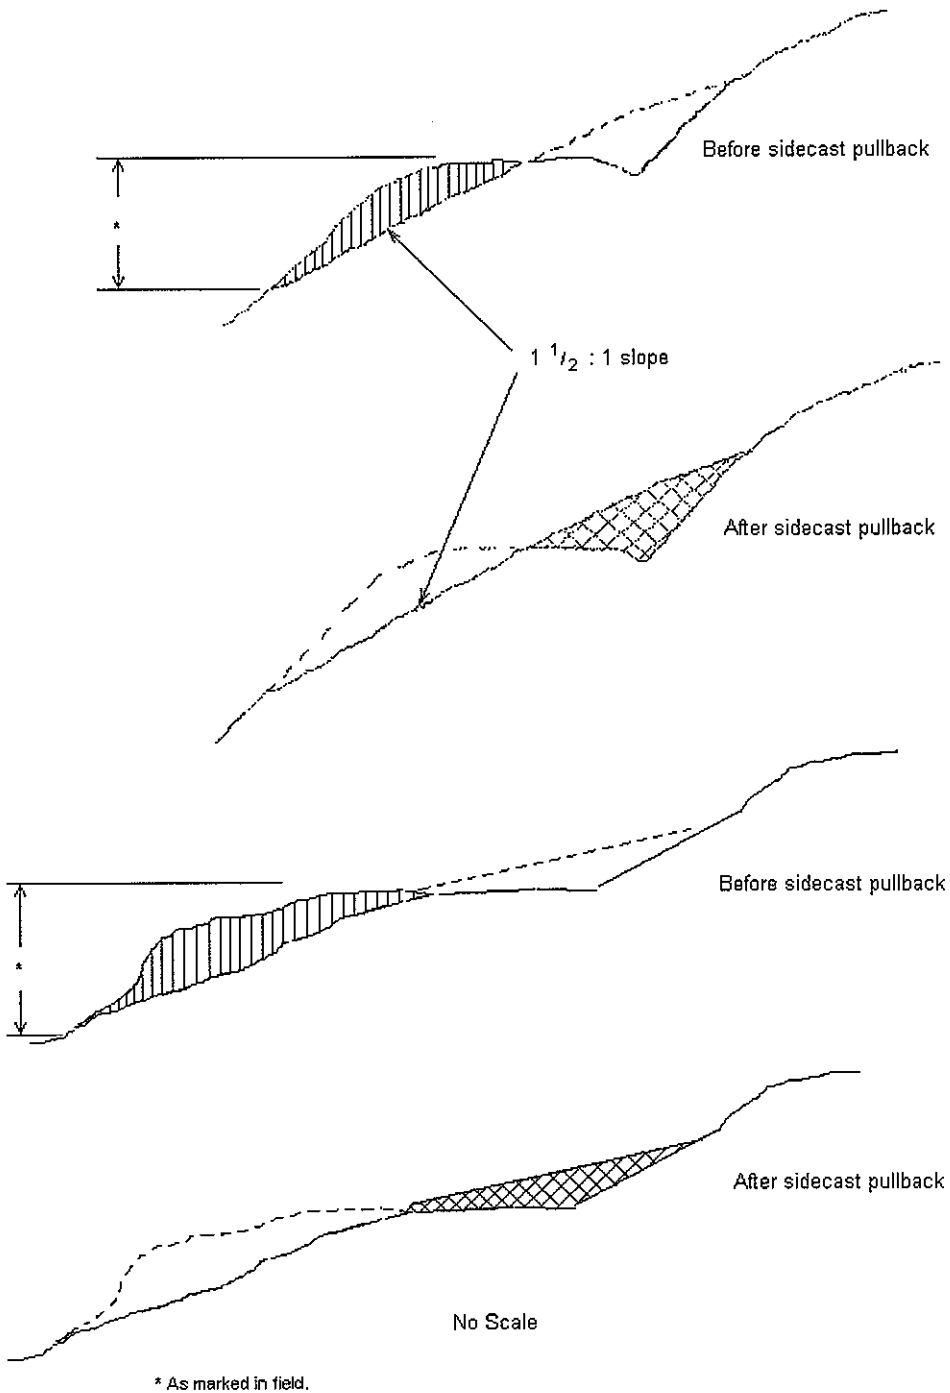 Before sidecast pullback
*
1 1/2 : 1 slope
After sidecast pullback
Before sidecast pullback
*
After sidecast pullback
No Scale
* As marked in field.